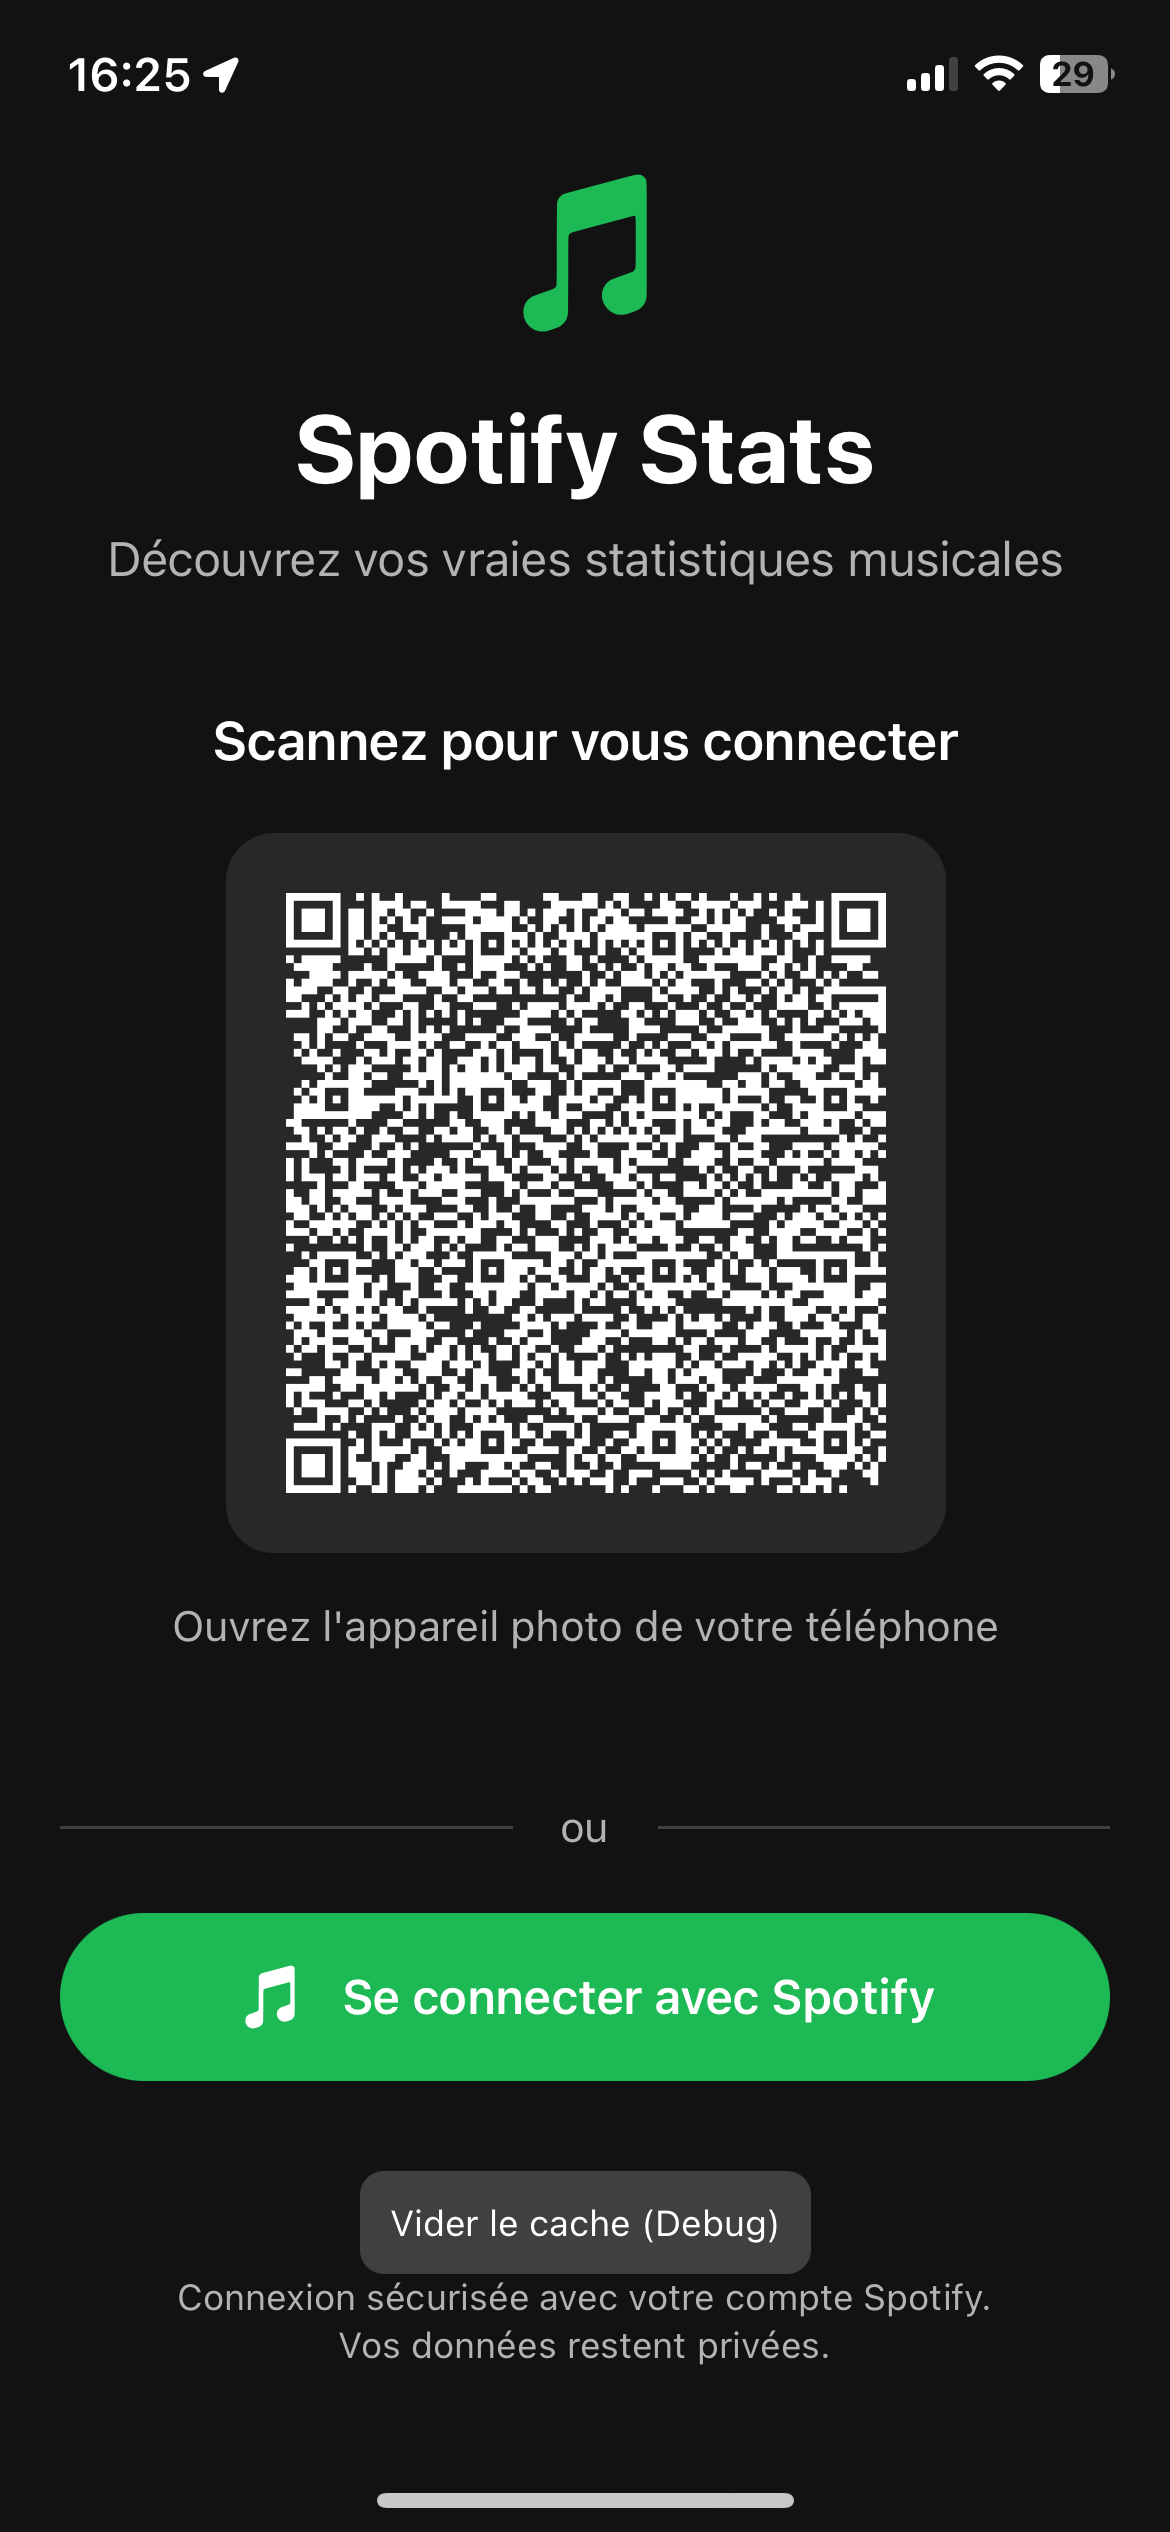 16:25
29
Spotify Stats
Découvrez vos vraies statistiques musicales
Scannez pour vous connecter
Ouvrez l'appareil photo de votre téléphone
ou
Se connecter avec Spotify
Vider le cache (Debug)
Connexion sécurisée avec votre compte Spotify.
Vos données restent privées.